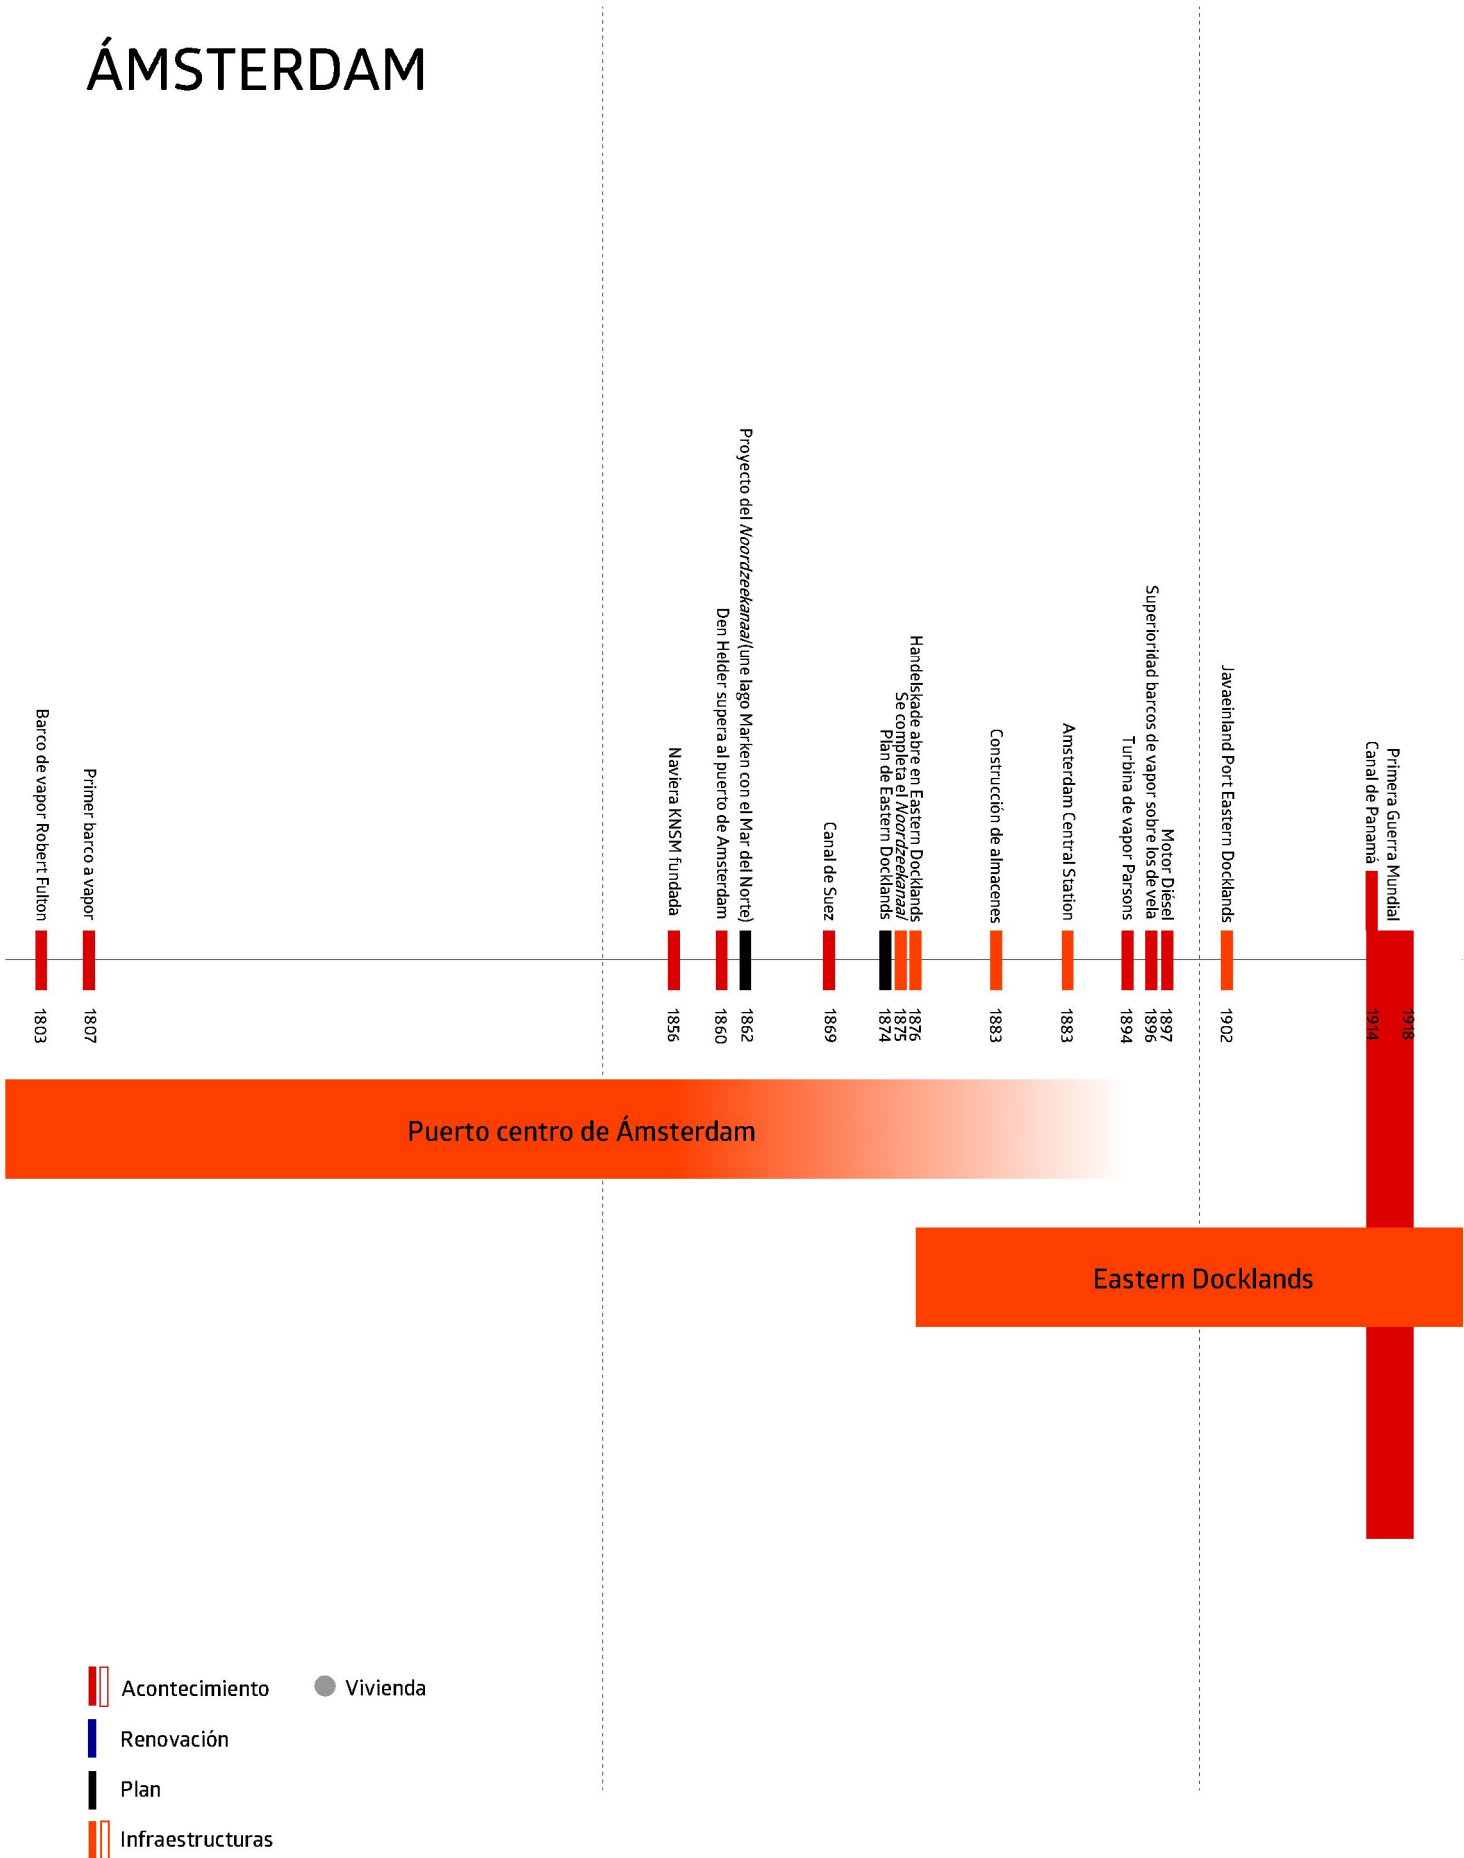 ÁMSTERDAM
Barco de vapor Robert Fulton
Primer barco a vapor
Naviera KNSM fundada
Den Helder supera al puerto de Amsterdam
Proyecto del Noordzeekanaal(une lago Marken con el Mar del Norte)
Canal de Suez
Plan de Eastern Docklands
Se completa el Noordzeekanaal
Handelskade abre en Eastern Docklands
Construcción de almacenes
Amsterdam Central Station
Turbina de vapor Parsons
Superioridad barcos de vapor sobre los de vela
Motor Diésel
Javaeinland Port Eastern Docklands
Canal de Panamá
Primera Guerra Mundial
1803
1807
1856
1860
1862
1869
1874
1875
1876
1883
1883
1894
1896
1897
1902
1914
1918
Puerto centro de Ámsterdam
Eastern Docklands
Acontecimiento
Vivienda
Renovación
Plan
Infraestructuras